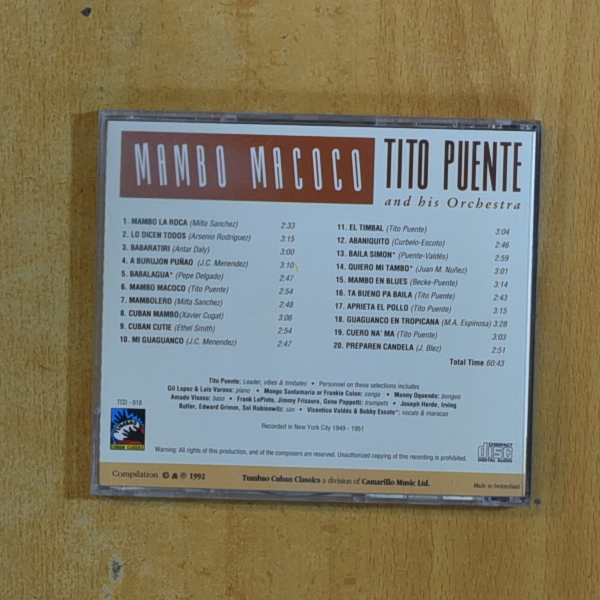 MAMBO MACOCO TITO PUENTE
and his Orchestra
1. MAMBO LA ROCA (Milta Sanchez) 2:33
2. LO DICEN TODOS (Arsenio Rodriguez) 3:15
3. BABARATIRI (Antar Daly) 3:00
4. A BURUJON PUÑAO (J.C. Menendez) 3:10
5. BABALAGUA* (Pepe Delgado) 2:47
6. MAMBO MACOCO (Tito Puente) 2:54
7. MAMBOLERO (Milta Sanchez) 2:48
8. CUBAN MAMBO (Xavier Cugat) 3:06
9. CUBAN CUTIE (Ethel Smith) 2:54
10. MI GUAGUANCO (J.C. Menendez) 2:47
11. EL TIMBAL (Tito Puente) 3:04
12. ABANIQUITO (Curbelo-Escoto) 2:46
13. BAILA SIMON* (Puente-Valdés) 2:59
14. QUIERO MI TAMBO* (Juan M. Nuñez) 3:01
15. MAMBO EN BLUES (Becke-Puente) 3:14
16. TA BUENO PA BAILA (Tito Puente) 2:43
17. APRIETA EL POLLO (Tito Puente) 3:15
18. GUAGUANCO EN TROPICANA (M.A. Espinosa) 3:28
19. CUERO NA' MA (Tito Puente) 3:03
20. PREPAREN CANDELA (J. Blez) 2:51
Total Time 60:43
Tito Puente: Leader, vibes & timbales • Personnel on these selections includes
Gil Lopez & Luis Varona: piano • Mongo Santamaria or Frankie Colon: conga • Manny Oquendo: bongos
Amado Visoso: bass • Frank LoPinto, Jimmy Frisaura, Gene Rappetti: trumpets • Joseph Herde, Irving
Butler, Edward Grimm, Sol Rabinowitz: sax • Vicentico Valdés & Bobby Escoto*: vocals & maracas
Recorded in New York City 1949 - 1951
TCD - 018
TUMBAO
CUBAN CLASSICS
Warning: All rights of this production, and of the composers are reserved. Unauthorized copying of this recording is prohibited.
COMPACT
disc
DIGITAL AUDIO
Compilation © & ℗ 1992 Tumbao Cuban Classics a division of Camarillo Music Ltd. Made in Switzerland